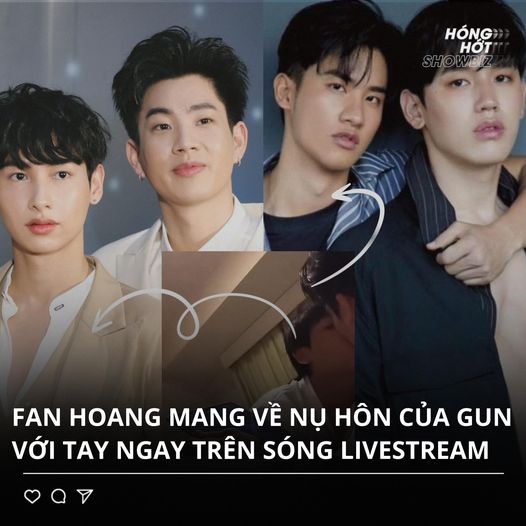 HÓNG
HỚT
SHOWBIZ
FAN HOANG MANG VỀ NỤ HÔN CỦA GUN
VỚI TAY NGAY TRÊN SÓNG LIVESTREAM